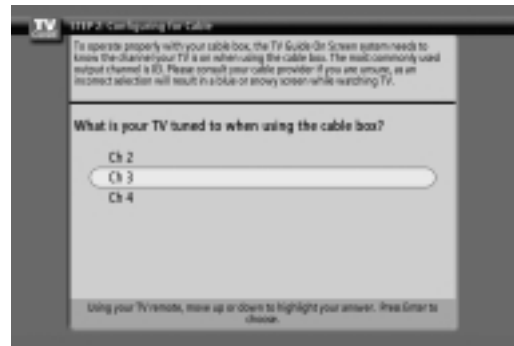 TV
STEP 2: Configuring for Cable
To operate properly with your cable box, the TV Guide On Screen system needs to
know the channel your TV is on when using the cable box. The most commonly used
output channel is Please consult your cable provider if you are unsure, as an
incorrect selection will result in a blue or snowy screen while watching TV.
What is your TV tuned to when using the cable box?
Ch 2
Ch 3
Ch 4
Using your TV remote, move up or down to highlight your answer. Press Enter to
choose.